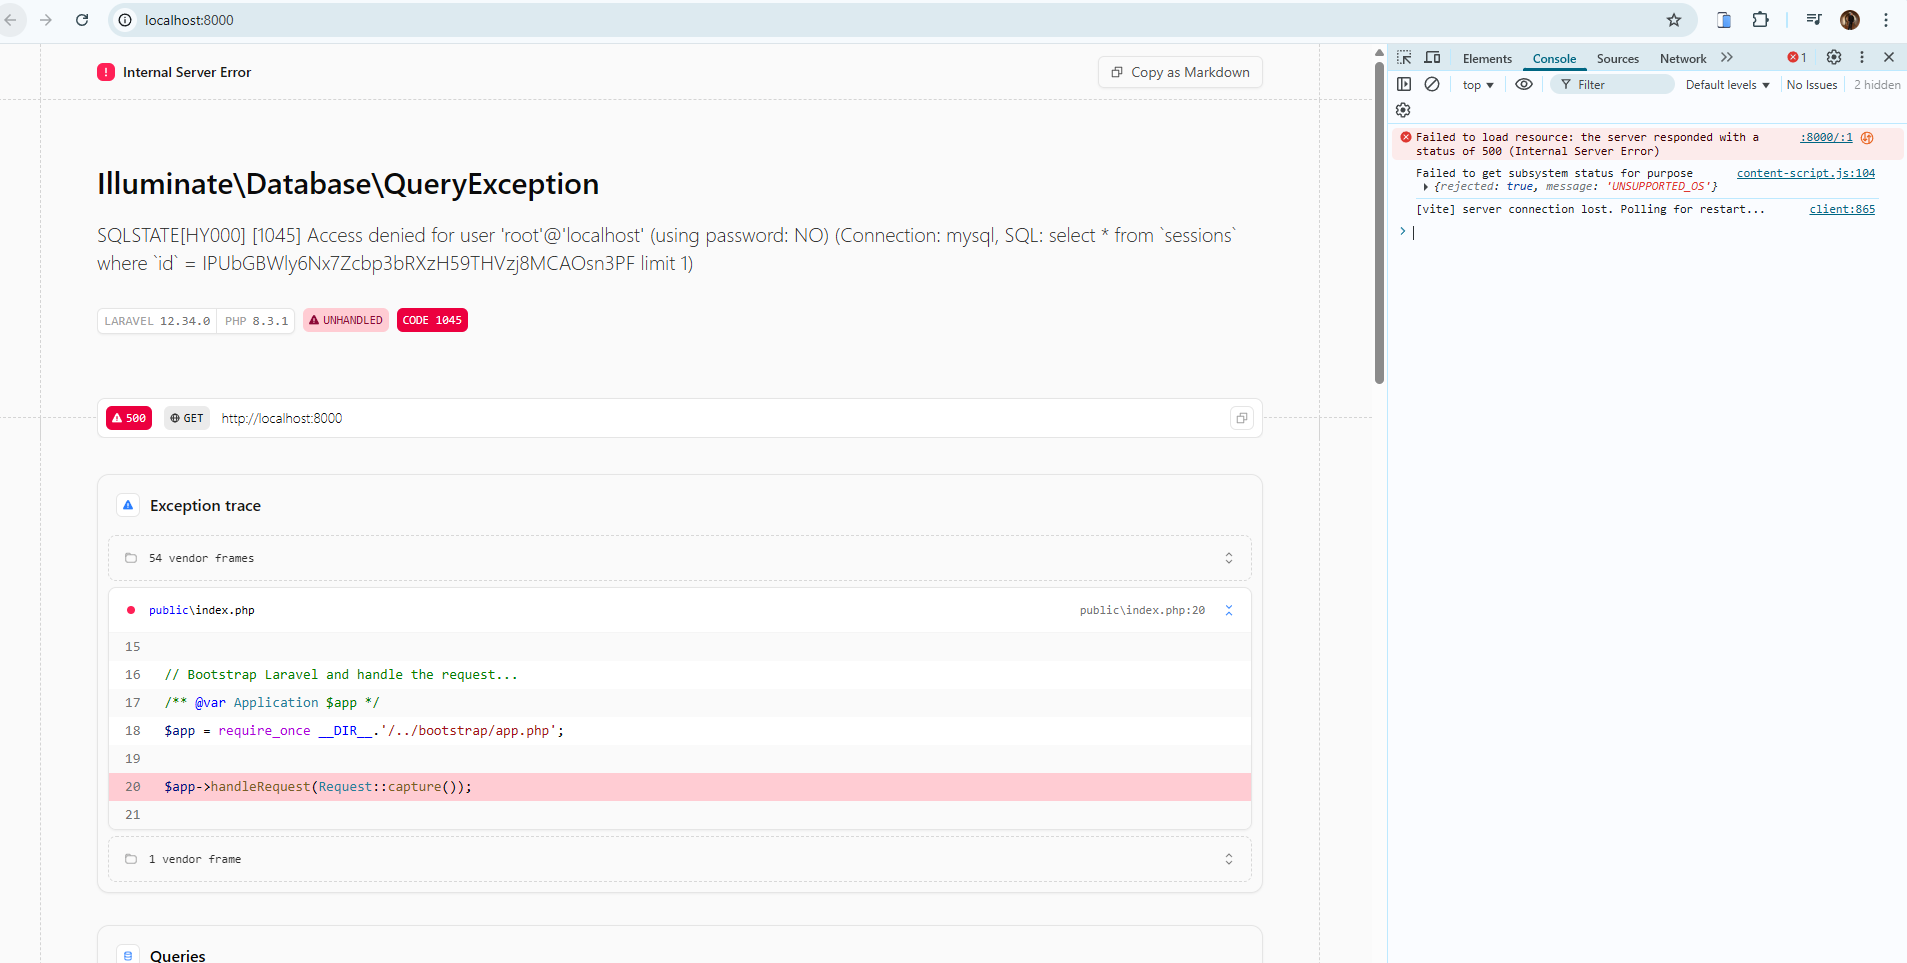 localhost:8000
Internal Server Error
Copy as Markdown
Illuminate\Database\QueryException
SQLSTATE[HY000] [1045] Access denied for user 'root'@'localhost' (using password: NO) (Connection: mysql, SQL: select * from `sessions`
where `id` = IPUbGBWly6Nx7Zcbp3bRXzH59THVzj8MCAOsn3PF limit 1)
LARAVEL 12.34.0 PHP 8.3.1 UNHANDLED CODE 1045
500 GET http://localhost:8000
Exception trace
54 vendor frames
public\index.php public\index.php:20
15
16 // Bootstrap Laravel and handle the request...
17 /** @var Application $app */
18 $app = require_once __DIR__.'/../bootstrap/app.php';
19
20 $app->handleRequest(Request::capture());
21
1 vendor frame
Queries
Elements Console Sources Network 1
top Filter Default levels No Issues 2 hidden
Failed to load resource: the server responded with a :8000/:1
status of 500 (Internal Server Error)
Failed to get subsystem status for purpose content-script.js:104
{rejected: true, message: 'UNSUPPORTED_OS'}
[vite] server connection lost. Polling for restart... client:865